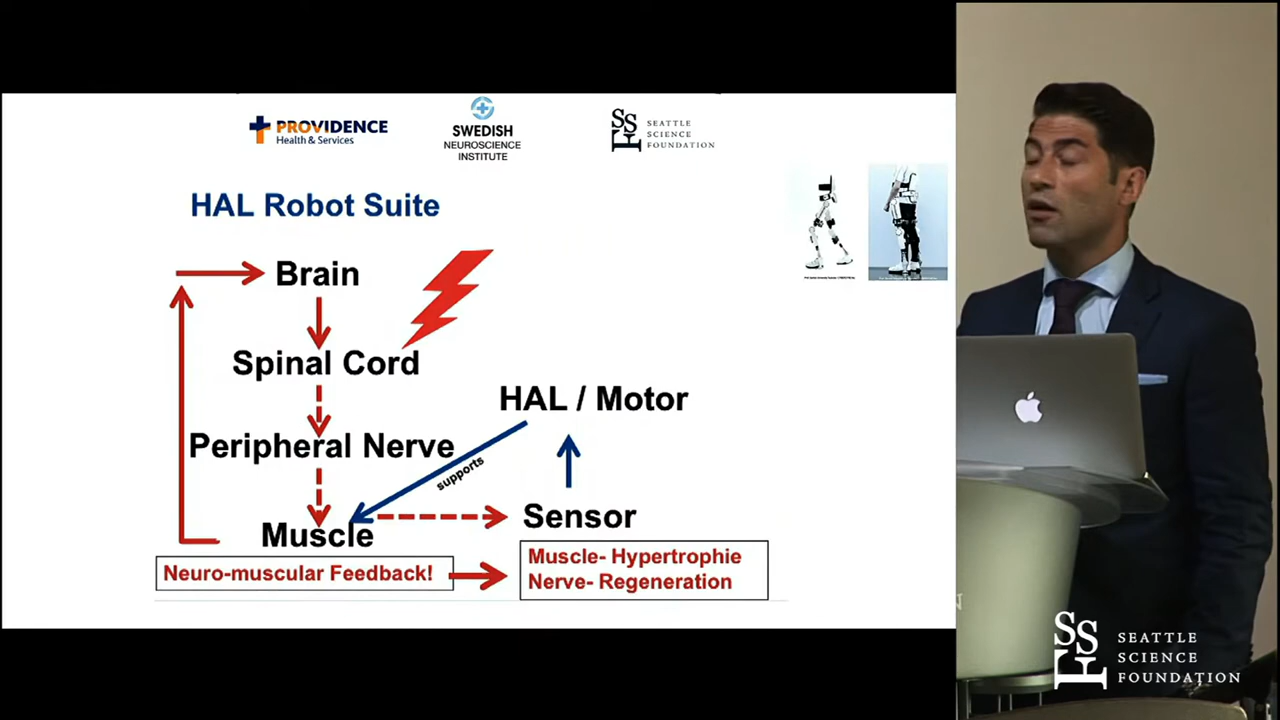 PROVIDENCE
Health & Services
SWEDISH
NEUROSCIENCE
INSTITUTE
SEATTLE
SCIENCE
FOUNDATION
HAL Robot Suite
Brain
Spinal Cord
HAL / Motor
Peripheral Nerve
supports
Sensor
Muscle
Muscle- Hypertrophie
Neuro-muscular Feedback!
Nerve- Regeneration
SEATTLE
SCIENCE
FOUNDATION